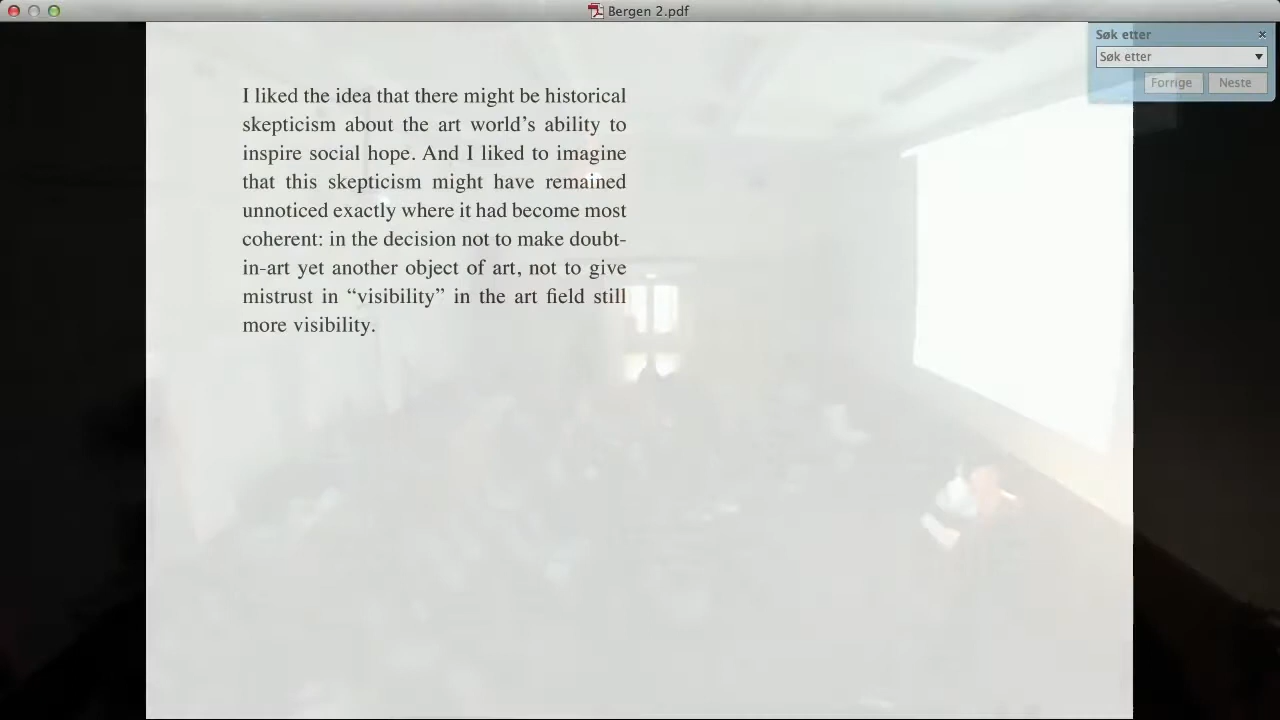 Bergen 2.pdf
Søk etter
Søk etter
Forrige
Neste
I liked the idea that there might be historical
skepticism about the art world’s ability to
inspire social hope. And I liked to imagine
that this skepticism might have remained
unnoticed exactly where it had become most
coherent: in the decision not to make doubt-
in-art yet another object of art, not to give
mistrust in “visibility” in the art field still
more visibility.